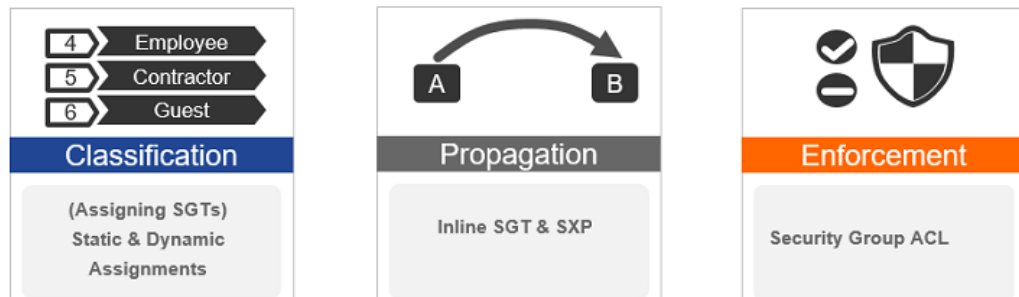 4 Employee
5 Contractor
6 Guest
Classification
(Assigning SGTs)
Static & Dynamic
Assignments
A B
Propagation
Inline SGT & SXP
Enforcement
Security Group ACL